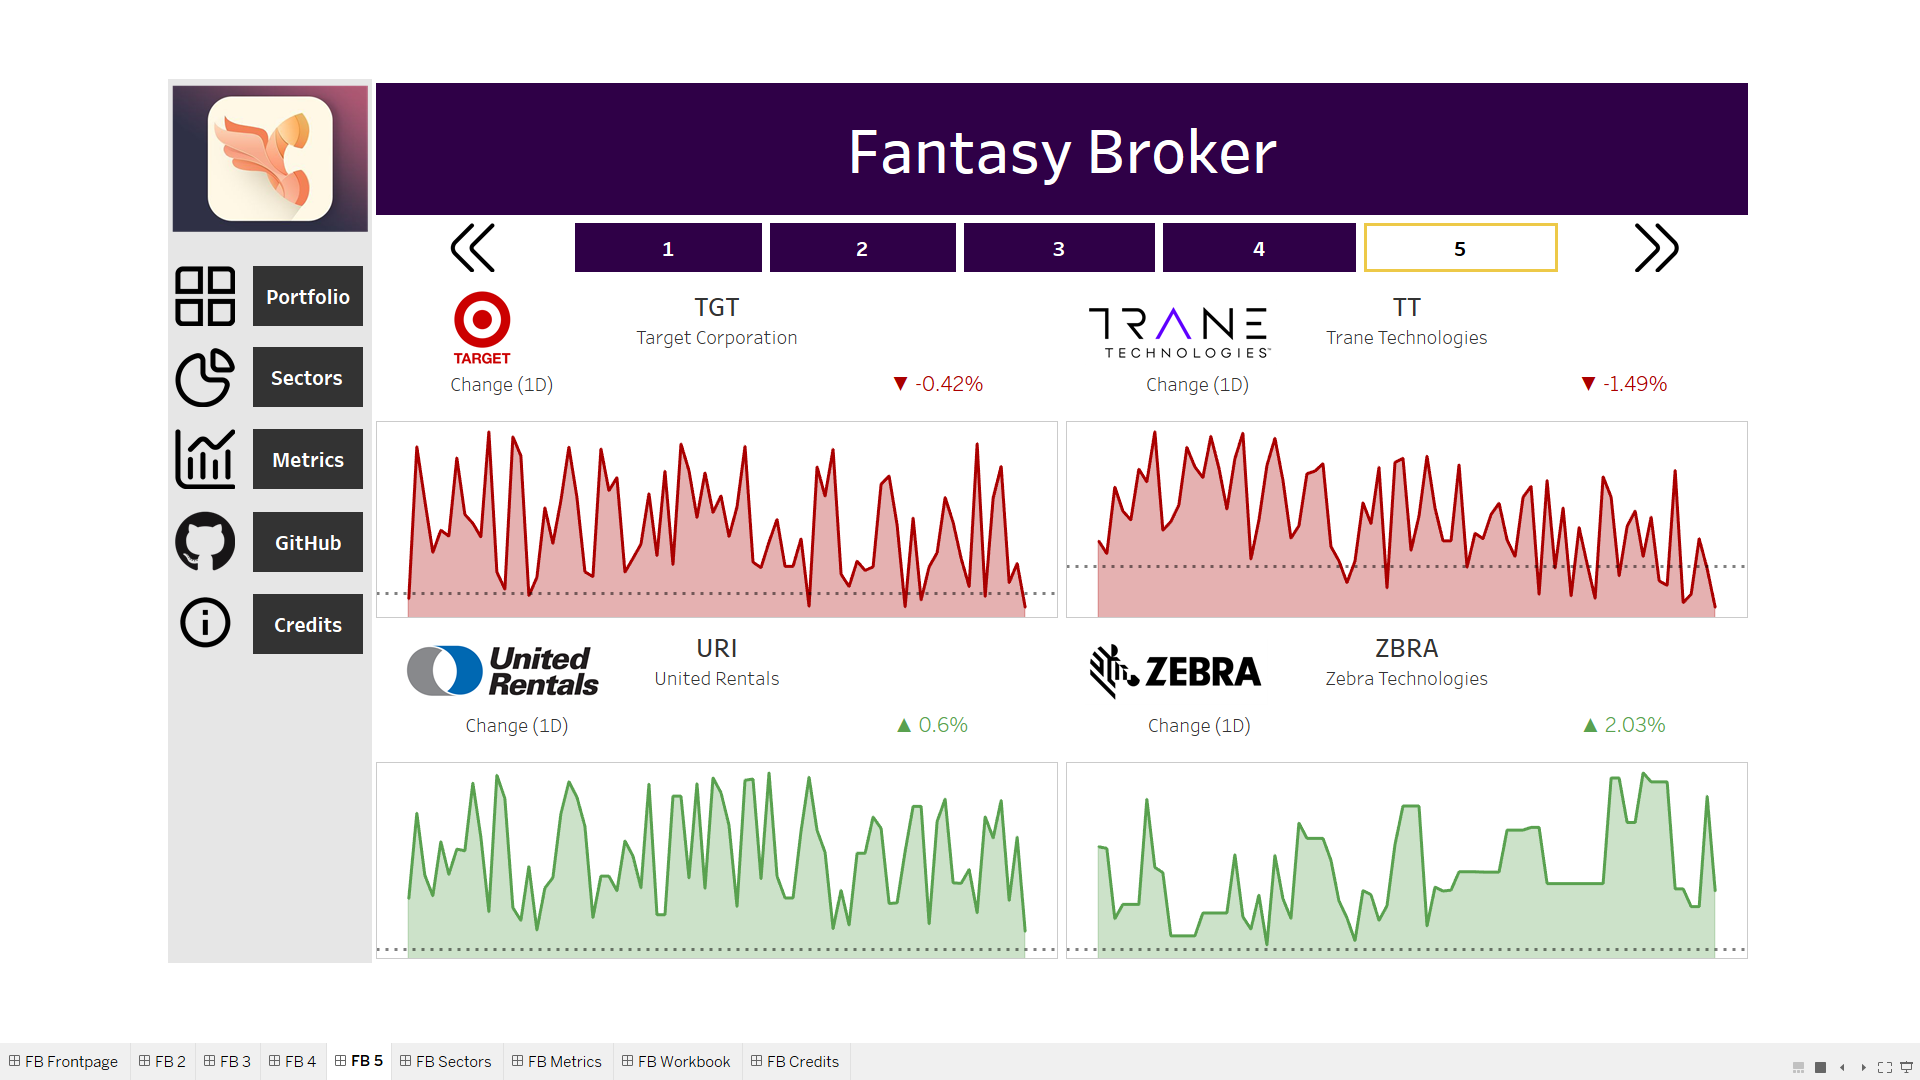 Fantasy Broker
1
2
3
4
5
Portfolio
Sectors
Metrics
GitHub
Credits
TARGET
TGT
Target Corporation
Change (1D)
▼ -0.42%
TRANE
TECHNOLOGIES™
TT
Trane Technologies
Change (1D)
▼ -1.49%
United
Rentals
URI
United Rentals
Change (1D)
▲ 0.6%
ZEBRA
ZBRA
Zebra Technologies
Change (1D)
▲ 2.03%
FB Frontpage
FB 2
FB 3
FB 4
FB 5
FB Sectors
FB Metrics
FB Workbook
FB Credits